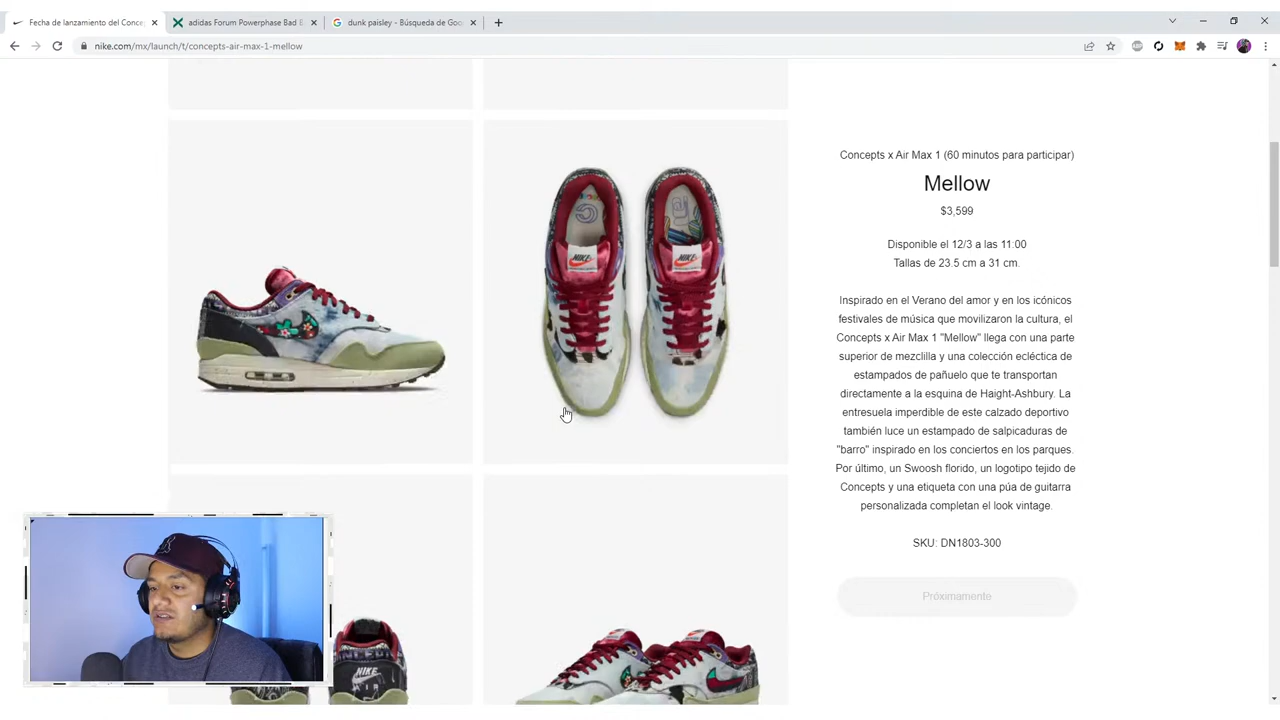 Fecha de lanzamiento del Conce
adidas Forum Powerphase Bad B
dunk paisley - Búsqueda de Goo
nike.com/mx/launch/t/concepts-air-max-1-mellow
Concepts x Air Max 1 (60 minutos para participar)
Mellow
$3,599
Disponible el 12/3 a las 11:00
Tallas de 23.5 cm a 31 cm.
Inspirado en el Verano del amor y en los icónicos
festivales de música que movilizaron la cultura, el
Concepts x Air Max 1 "Mellow" llega con una parte
superior de mezclilla y una colección ecléctica de
estampados de pañuelo que te transportan
directamente a la esquina de Haight-Ashbury. La
entresuela imperdible de este calzado deportivo
también luce un estampado de salpicaduras de
"barro" inspirado en los conciertos en los parques.
Por último, un Swoosh florido, un logotipo tejido de
Concepts y una etiqueta con una púa de guitarra
personalizada completan el look vintage.
SKU: DN1803-300
Próximamente
NIKE
NIKE
NIKE